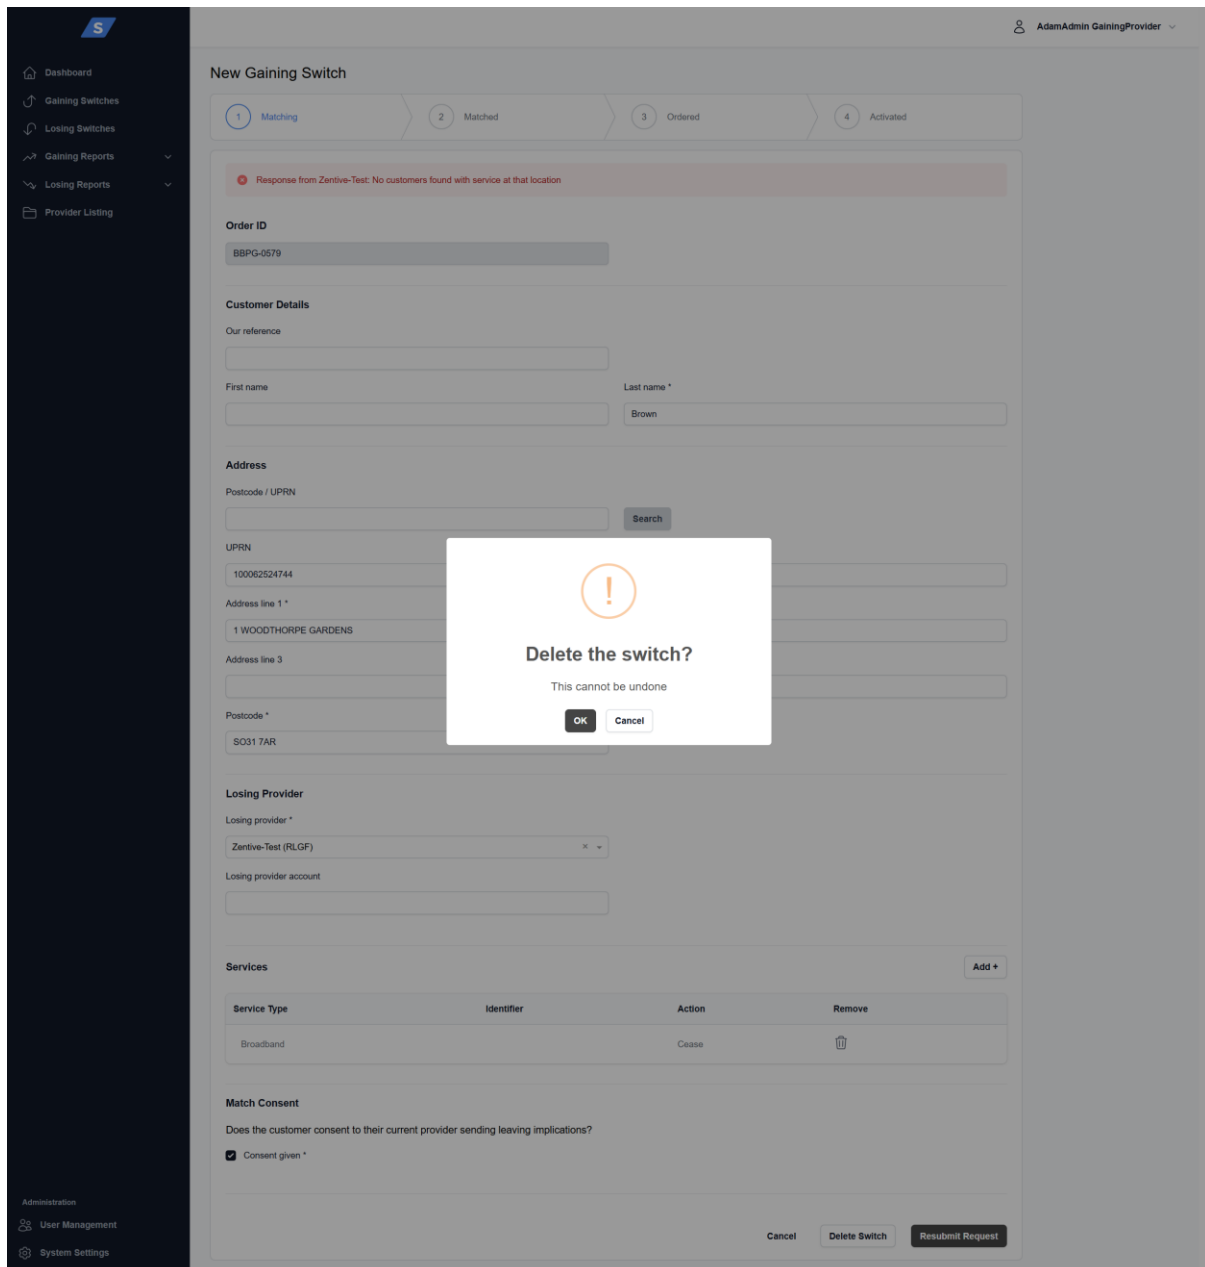 S
AdamAdmin GainingProvider
Dashboard
Gaining Switches
Losing Switches
Gaining Reports
Losing Reports
Provider Listing
New Gaining Switch
1 Matching
2 Matched
3 Ordered
4 Activated
Response from Zentive-Test: No customers found with service at that location
Order ID
BBPG-0579
Customer Details
Our reference
First name
Last name *
Brown
Address
Postcode / UPRN
Search
UPRN
100062524744
Address line 1 *
1 WOODTHORPE GARDENS
Address line 3
Postcode *
SO31 7AR
Delete the switch?
This cannot be undone
OK Cancel
Losing Provider
Losing provider *
Zentive-Test (RLGF)
Losing provider account
Services
Add +
Service Type Identifier Action Remove
Broadband Cease
Match Consent
Does the customer consent to their current provider sending leaving implications?
Consent given *
Cancel Delete Switch Resubmit Request
Administration
User Management
System Settings